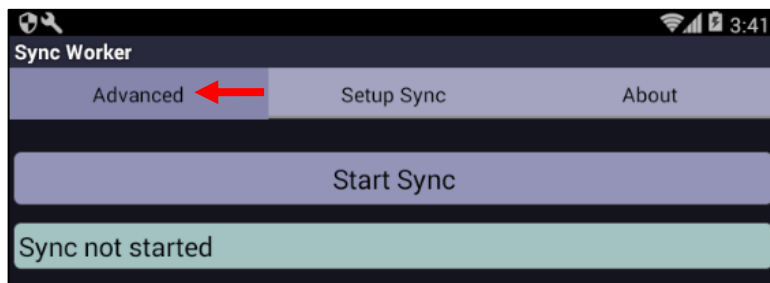 3:41
Sync Worker
Advanced Setup Sync About
Start Sync
Sync not started